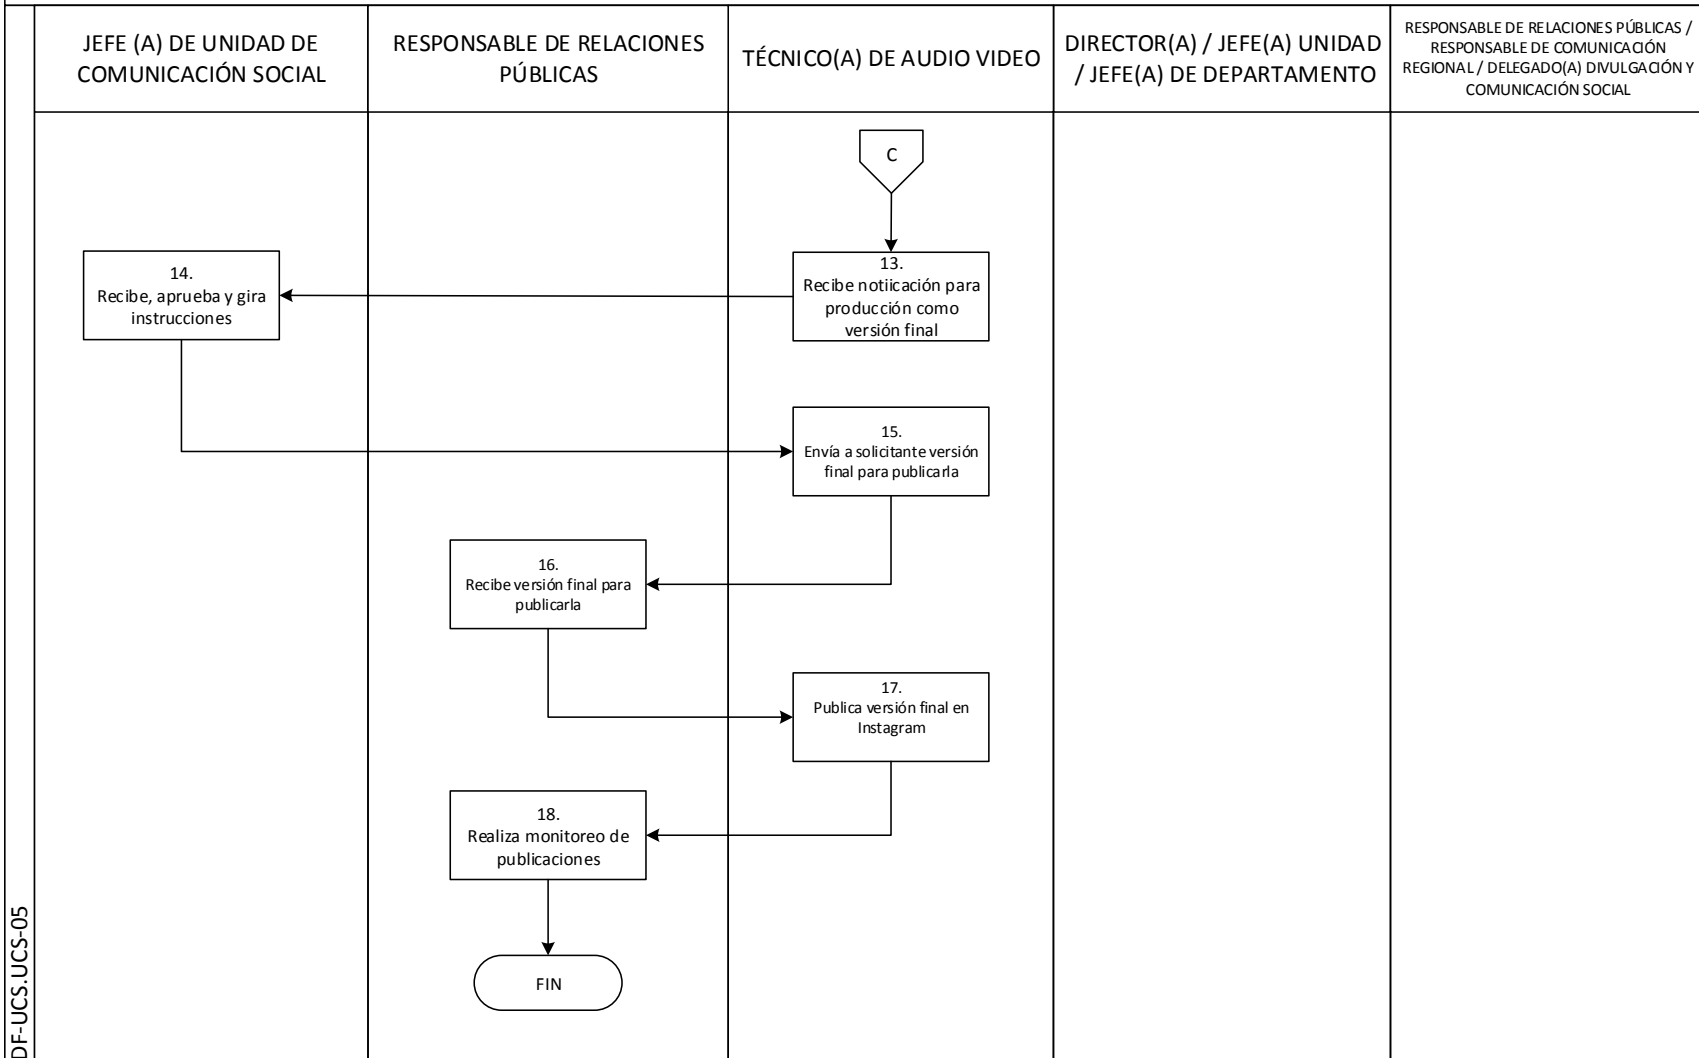 JEFE (A) DE UNIDAD DE
COMUNICACIÓN SOCIAL
RESPONSABLE DE RELACIONES
PÚBLICAS
TÉCNICO(A) DE AUDIO VIDEO
DIRECTOR(A) / JEFE(A) UNIDAD
/ JEFE(A) DE DEPARTAMENTO
RESPONSABLE DE RELACIONES PÚBLICAS /
RESPONSABLE DE COMUNICACIÓN
REGIONAL / DELEGADO(A) DIVULGACIÓN Y
COMUNICACIÓN SOCIAL
C
13.
Recibe notiicación para
producción como
versión final
14.
Recibe, aprueba y gira
instrucciones
15.
Envía a solicitante versión
final para publicarla
16.
Recibe versión final para
publicarla
17.
Publica versión final en
Instagram
18.
Realiza monitoreo de
publicaciones
FIN
DF-UCS.UCS-05